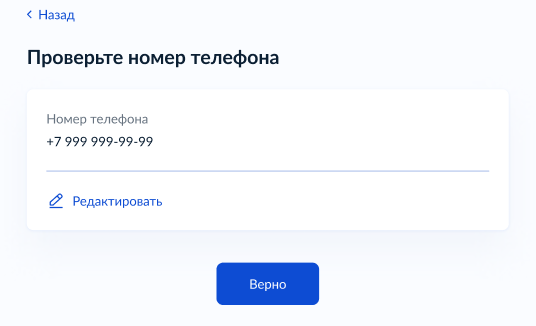 Назад
Проверьте номер телефона
Номер телефона
+7 999 999-99-99
Редактировать
Верно